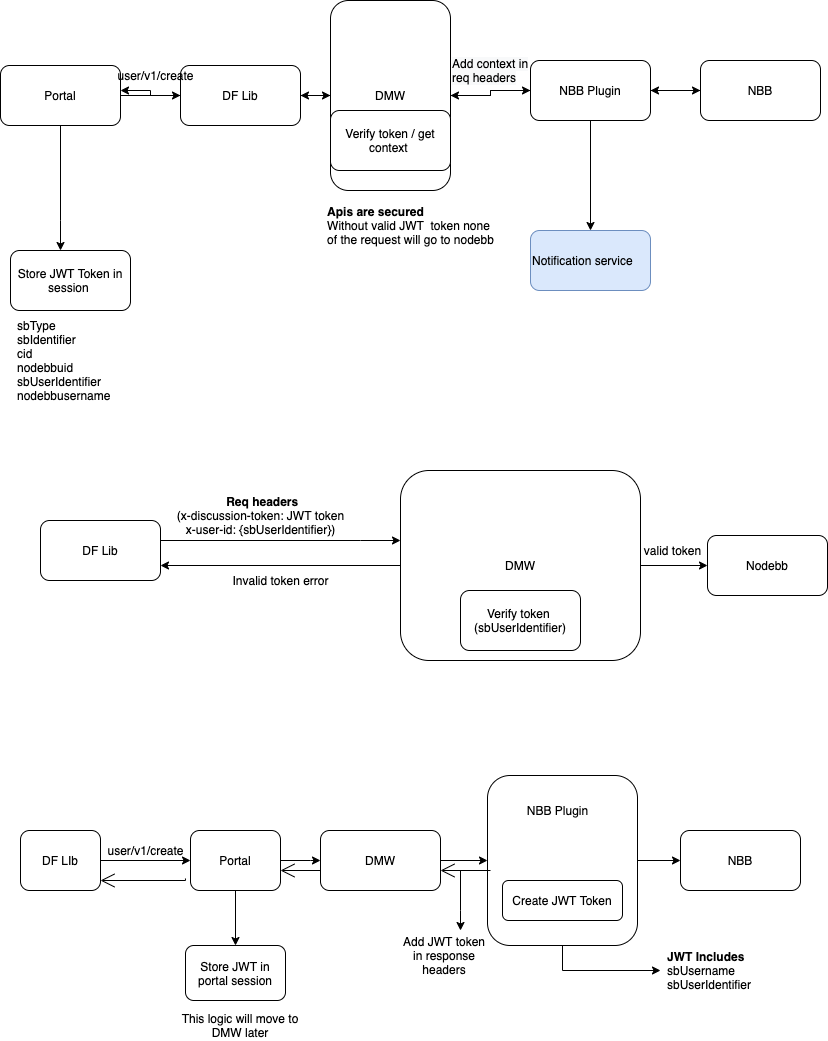 user/v1/create
Portal
DF Lib
DMW
Verify token / get
context
Add context in
req headers
NBB Plugin
NBB
Apis are secured
Without valid JWT  token none
of the request will go to nodebb
Notification service
Store JWT Token in
session
sbType
sbIdentifier
cid
nodebbuid
sbUserIdentifier
nodebbusername
DF Lib
Req headers
(x-discussion-token: JWT token
x-user-id: {sbUserIdentifier})
Invalid token error
DMW
Verify token
(sbUserIdentifier)
valid token
Nodebb
DF LIb
user/v1/create
Portal
DMW
NBB Plugin
Create JWT Token
NBB
Add JWT token
in response
headers
Store JWT in
portal session
This logic will move to
DMW later
JWT Includes
sbUsername
sbUserIdentifier